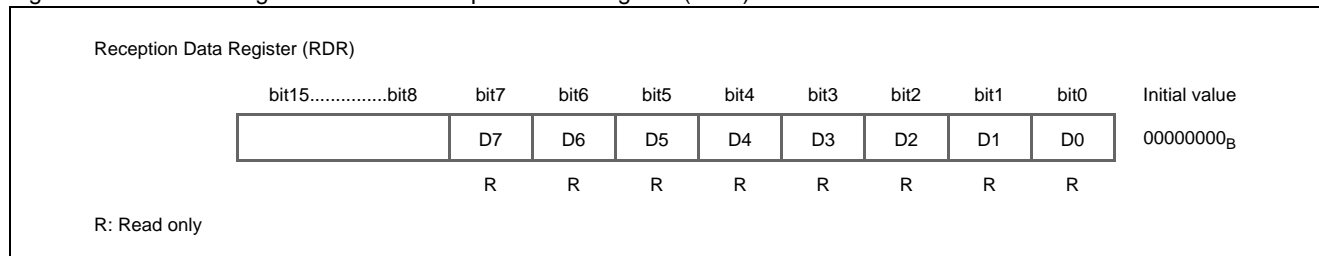 Reception Data Register (RDR)
bit15...............bit8 bit7 bit6 bit5 bit4 bit3 bit2 bit1 bit0 Initial value
D7 D6 D5 D4 D3 D2 D1 D0 00000000B
R R R R R R R R
R: Read only